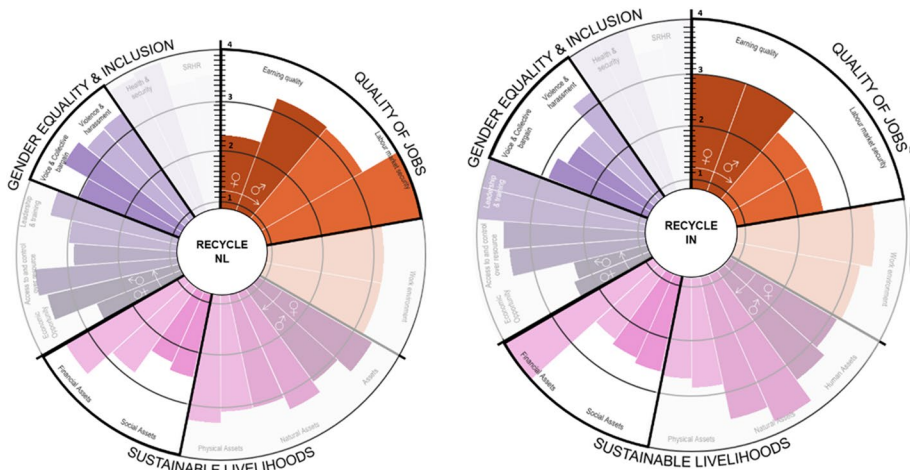 GENDER EQUALITY & INCLUSION
QUALITY OF JOBS
SUSTAINABLE LIVELIHOODS
4
3
2
1
Earning quality
Labour market security
Work environment
Assets
Natural Assets
Physical Assets
Social Assets
Financial Assets
Economic
Opportunity
Access to and control
over resource
Leadership
& training
Voice & Collective
bargain
Violence &
harassment
Health &
security
SRHR
♀
♂
♀
♂
♀
♂
RECYCLE
NL
GENDER EQUALITY & INCLUSION
QUALITY OF JOBS
SUSTAINABLE LIVELIHOODS
4
3
2
1
Earning quality
Labour market security
Work environment
Human Assets
Natural Assets
Physical Assets
Social Assets
Financial Assets
Economic
Opportunity
Access to and control
over resource
Leadership
& training
Voice & Collective
bargain
Violence &
harassment
Health &
security
SRHR
♀
♂
♀
♂
♀
♂
RECYCLE
IN